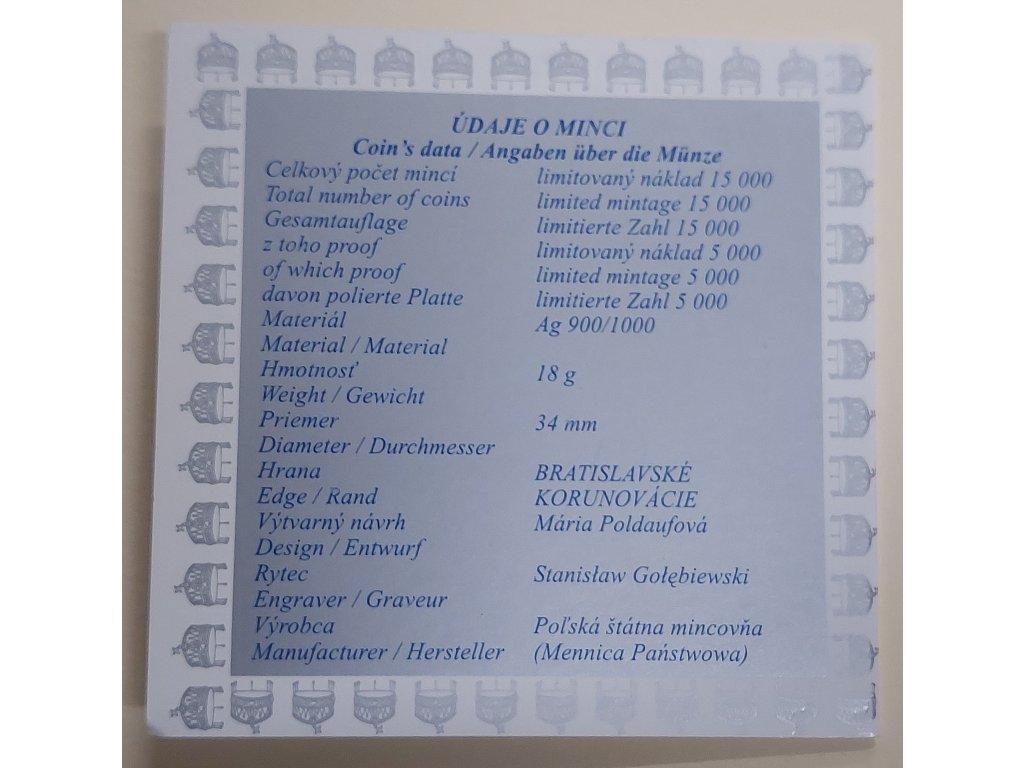 ÚDAJE O MINCI
Coin's data / Angaben über die Münze
Celkový počet mincí limitovaný náklad 15 000
Total number of coins limited mintage 15 000
Gesamtauflage limitierte Zahl 15 000
z toho proof limitovaný náklad 5 000
of which proof limited mintage 5 000
davon polierte Platte limitierte Zahl 5 000
Materiál Ag 900/1000
Material / Material
Hmotnosť 18 g
Weight / Gewicht
Priemer 34 mm
Diameter / Durchmesser
Hrana BRATISLAVSKÉ
Edge / Rand KORUNOVÁCIE
Výtvarný návrh Mária Poldaufová
Design / Entwurf
Rytec Stanisław Gołębiewski
Engraver / Graveur
Výrobca Poľská štátna mincovňa
Manufacturer / Hersteller (Mennica Państwowa)